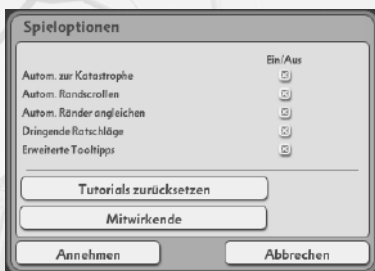 Spieloptionen
Ein/Aus
Autom. zur Katastrophe
Autom. Randscrollen
Autom. Ränder angleichen
Dringende Ratschläge
Erweiterte Tooltipps
Tutorials zurücksetzen
Mitwirkende
Annehmen
Abbrechen